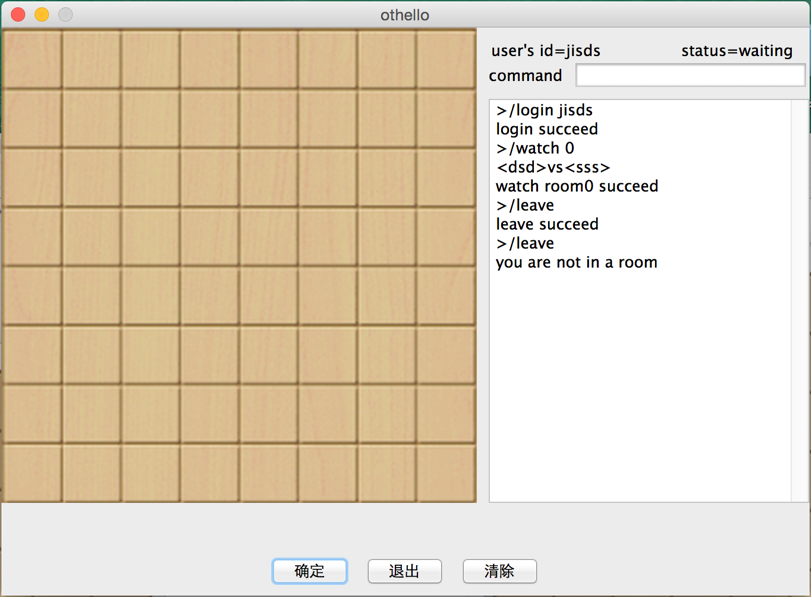 othello
user's id=jisds status=waiting
command
>/login jisds
login succeed
>/watch 0
<dsd>vs<sss>
watch room0 succeed
>/leave
leave succeed
>/leave
you are not in a room
确定 退出 清除